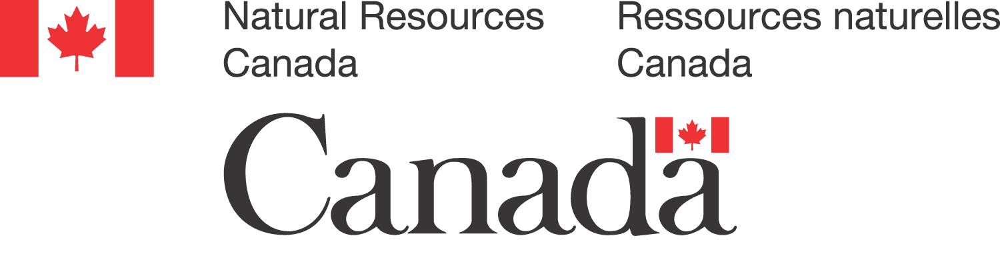 Natural Resources
Canada
Ressources naturelles
Canada
Canada